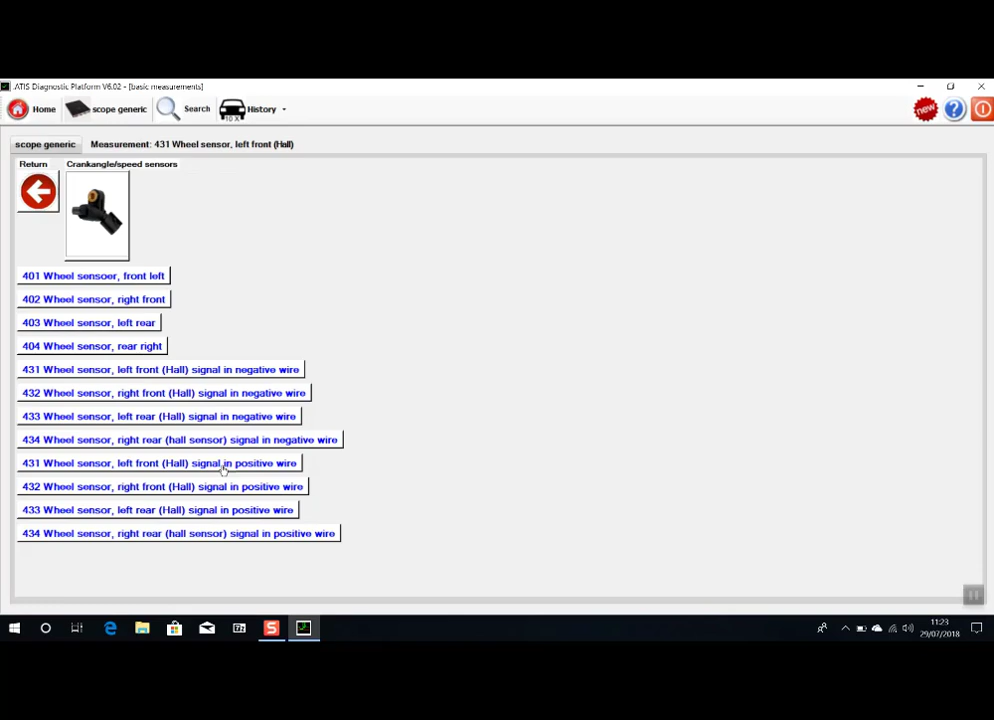 ATIS Diagnostic Platform V6.02 - [basic measurements]
Home
scope generic
Search
10 X
History
new
?
scope generic
Measurement: 431 Wheel sensor, left front (Hall)
Return
Crankangle/speed sensors
401 Wheel sensoer, front left
402 Wheel sensor, right front
403 Wheel sensor, left rear
404 Wheel sensor, rear right
431 Wheel sensor, left front (Hall) signal in negative wire
432 Wheel sensor, right front (Hall) signal in negative wire
433 Wheel sensor, left rear (Hall) signal in negative wire
434 Wheel sensor, right rear (hall sensor) signal in negative wire
431 Wheel sensor, left front (Hall) signal in positive wire
432 Wheel sensor, right front (Hall) signal in positive wire
433 Wheel sensor, left rear (Hall) signal in positive wire
434 Wheel sensor, right rear (hall sensor) signal in positive wire
S
11:23
29/07/2018